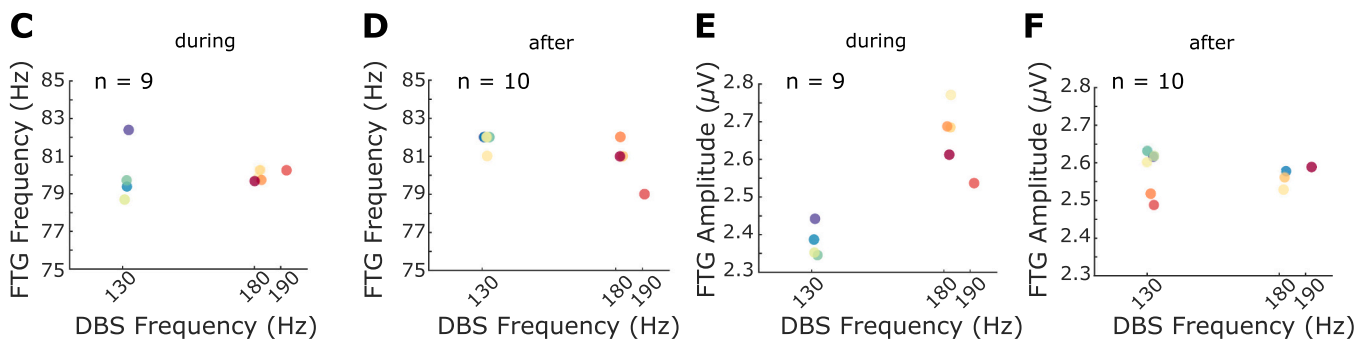 C
during
n = 9
FTG Frequency (Hz)
85
83
81
79
77
75
130
180
190
DBS Frequency (Hz)
D
after
n = 10
FTG Frequency (Hz)
85
83
81
79
77
75
130
180
190
DBS Frequency (Hz)
E
during
n = 9
FTG Amplitude (µV)
2.8
2.7
2.6
2.5
2.4
2.3
130
180
190
DBS Frequency (Hz)
F
after
n = 10
FTG Amplitude (µV)
2.8
2.7
2.6
2.5
2.4
2.3
130
180
190
DBS Frequency (Hz)